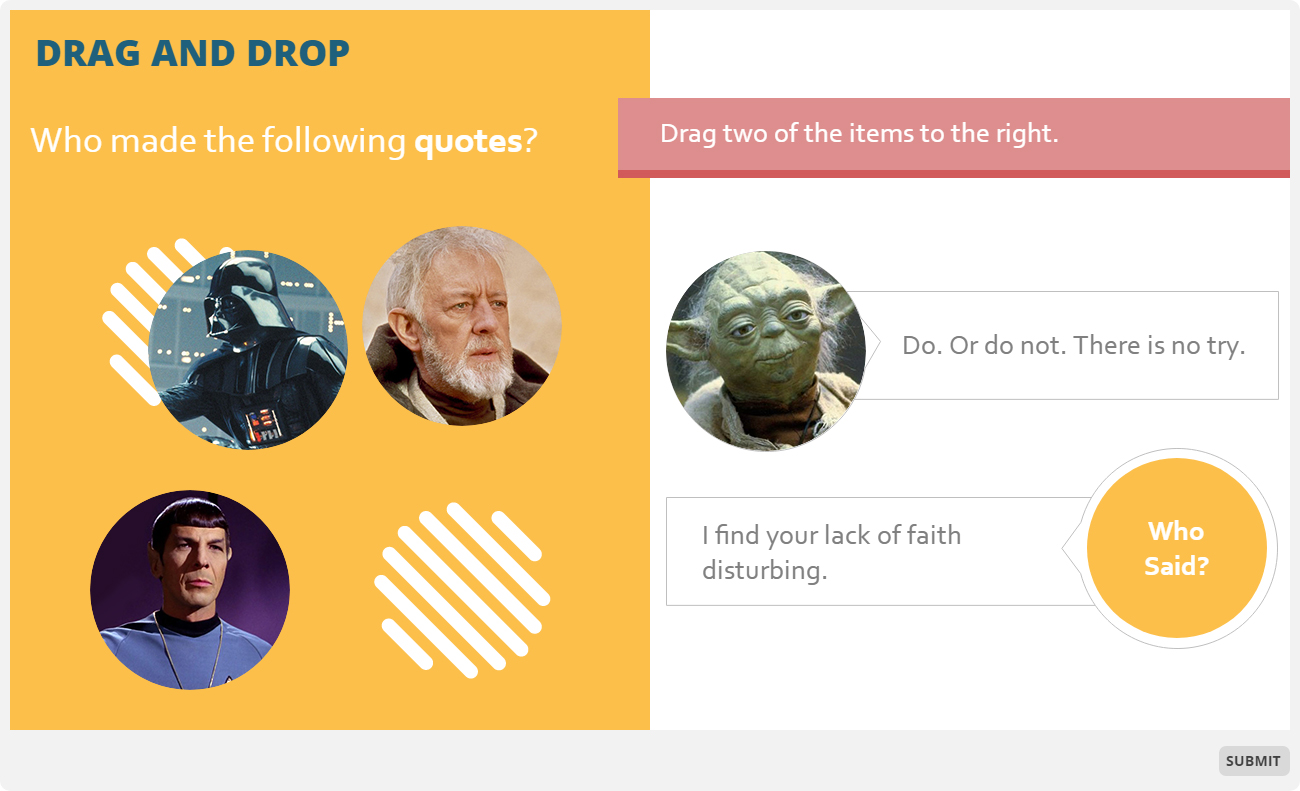 DRAG AND DROP
Who made the following quotes?
Drag two of the items to the right.
Do. Or do not. There is no try.
I find your lack of faith
disturbing.
Who
Said?
SUBMIT